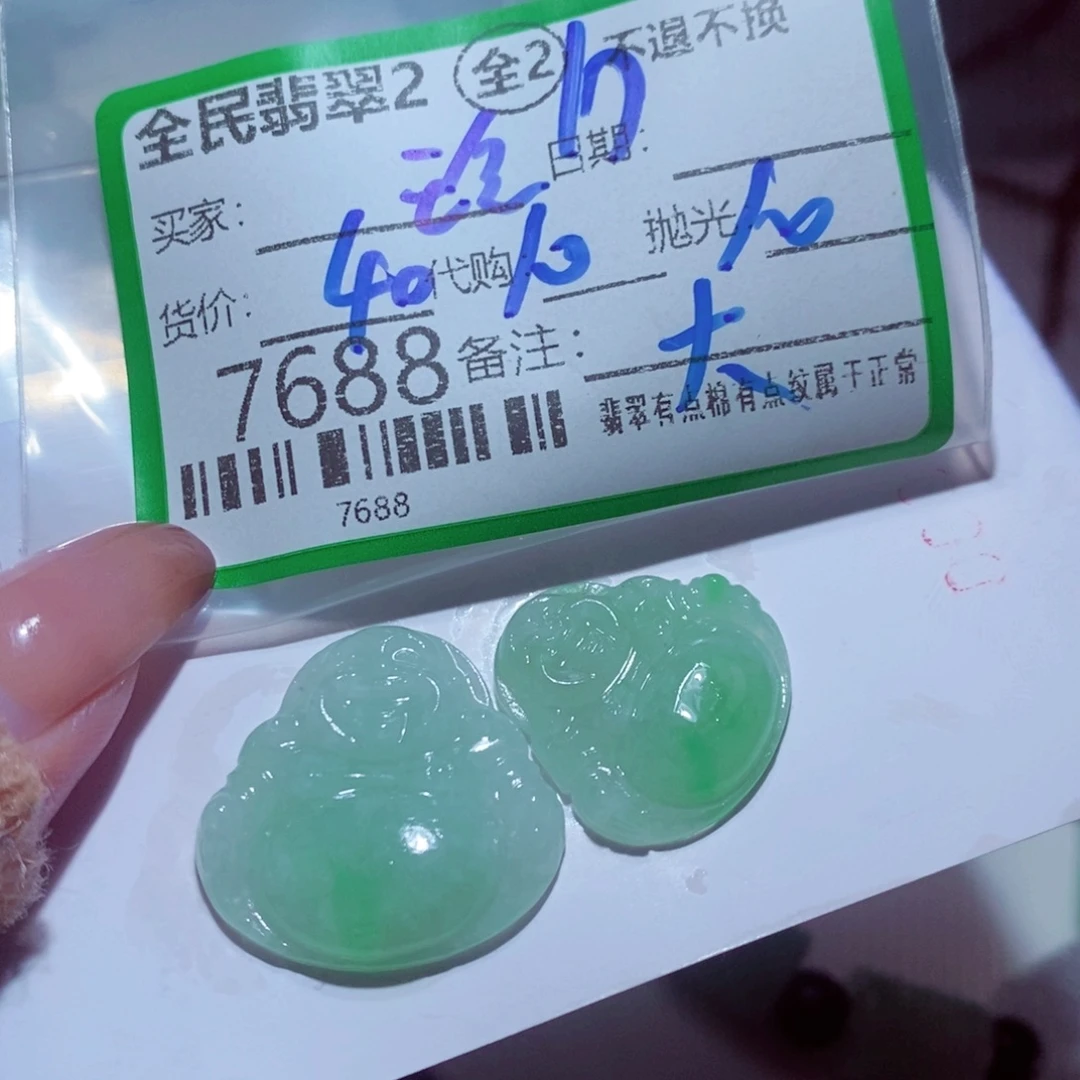 全民翡翠2 全2 不退不换
买家: 日期:
货价: 40 代购 10 抛光 10
7688 备注: 大
翡翠有点棉有点纹属于正常
7688